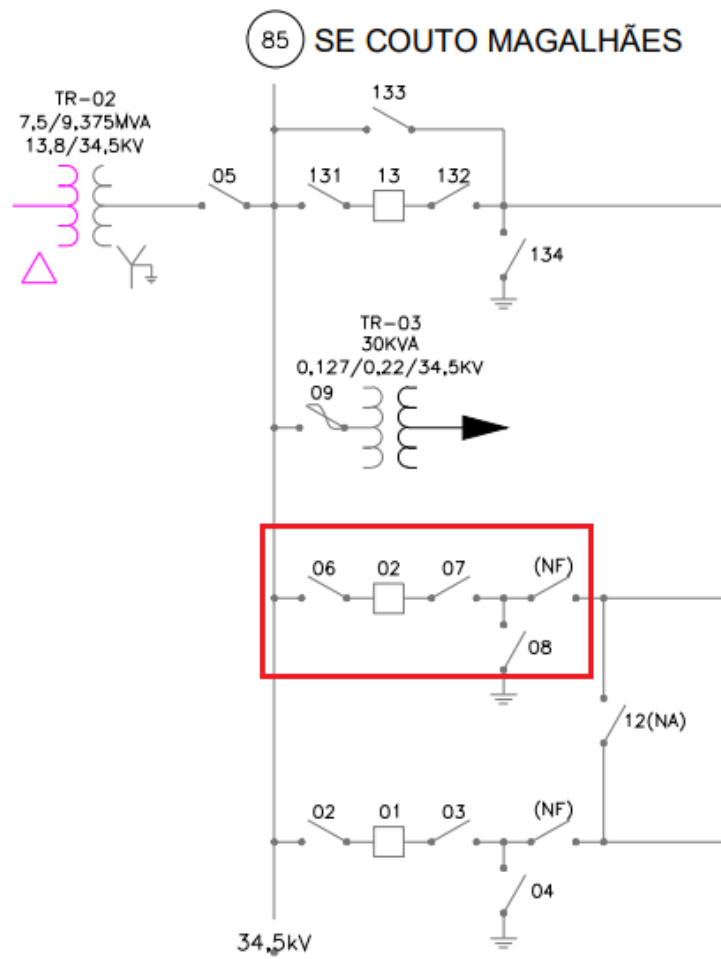 85 SE COUTO MAGALHÃES
TR-02
7,5/9,375MVA
13,8/34,5KV
133
05
131 13 132
134
TR-03
30KVA
0,127/0,22/34,5KV
09
06 02 07 (NF)
08
12(NA)
02 01 03 (NF)
04
34,5kV